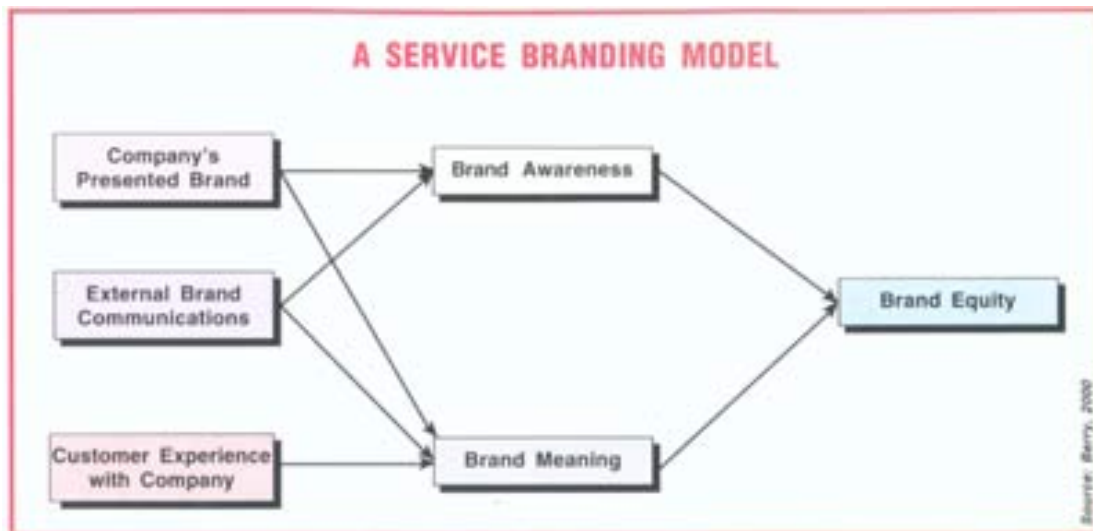 A SERVICE BRANDING MODEL
Company's
Presented Brand
Brand Awareness
External Brand
Communications
Brand Equity
Customer Experience
with Company
Brand Meaning
Source: Berry, 2000